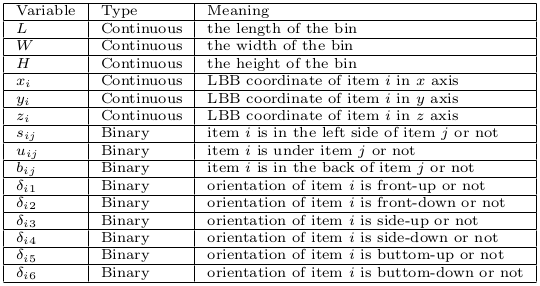 Variable Type Meaning
L Continuous the length of the bin
W Continuous the width of the bin
H Continuous the height of the bin
x_i Continuous LBB coordinate of item i in x axis
y_i Continuous LBB coordinate of item i in y axis
z_i Continuous LBB coordinate of item i in z axis
s_{ij} Binary item i is in the left side of item j or not
u_{ij} Binary item i is under item j or not
b_{ij} Binary item i is in the back of item j or not
δ_{i1} Binary orientation of item i is front-up or not
δ_{i2} Binary orientation of item i is front-down or not
δ_{i3} Binary orientation of item i is side-up or not
δ_{i4} Binary orientation of item i is side-down or not
δ_{i5} Binary orientation of item i is buttom-up or not
δ_{i6} Binary orientation of item i is buttom-down or not